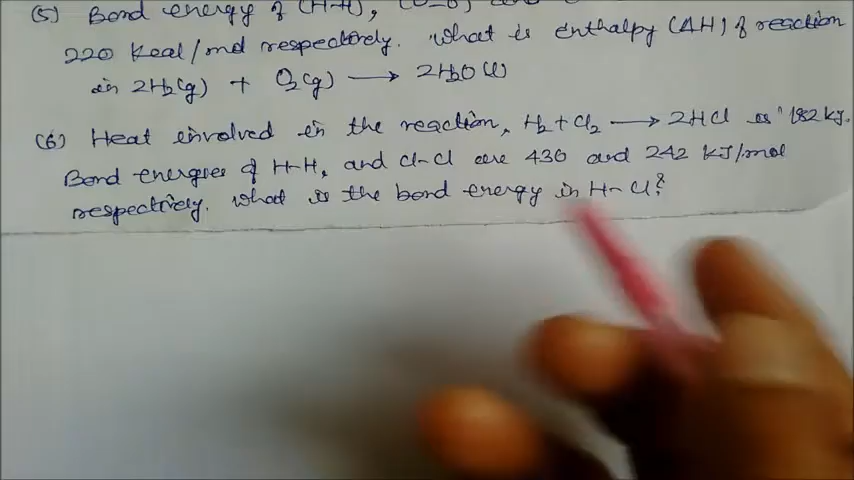 (5) Bond energy of (H-H),
220 Kcal/mol respectively. What is enthalpy (ΔH) of reaction
in 2H₂(g) + O₂(g) ⟶ 2H₂O(l)
(6) Heat involved in the reaction, H₂ + Cl₂ ⟶ 2HCl is 182 kJ.
Bond energies of H-H, and Cl-Cl are 430 and 242 KJ/mol
respectively. What is the bond energy in H-Cl?